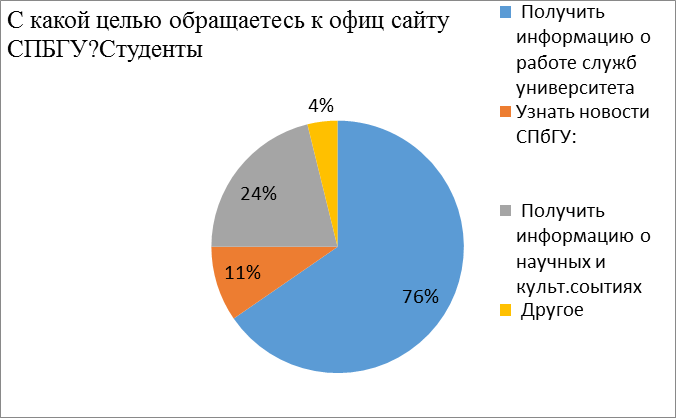 С какой целью обращаетесь к офиц сайту
СПБГУ?Студенты
4%
24%
11%
76%
Получить
информацию о
работе служб
университета
Узнать новости
СПбГУ:
Получить
информацию о
научных и
культ.соытиях
Другое